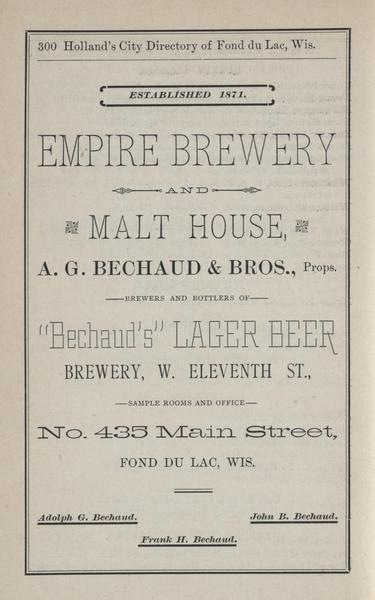 300 Holland's City Directory of Fond du Lac, Wis.
ESTABLISHED 1871.
EMPIRE BREWERY
AND
MALT HOUSE,
A. G. BECHAUD & BROS., Props.
BREWERS AND BOTTLERS OF
"Bechaud's" LAGER BEER
BREWERY, W. ELEVENTH ST.,
SAMPLE ROOMS AND OFFICE
No. 435 Main Street,
FOND DU LAC, WIS.
Adolph G. Bechaud. John B. Bechaud.
Frank H. Bechaud.